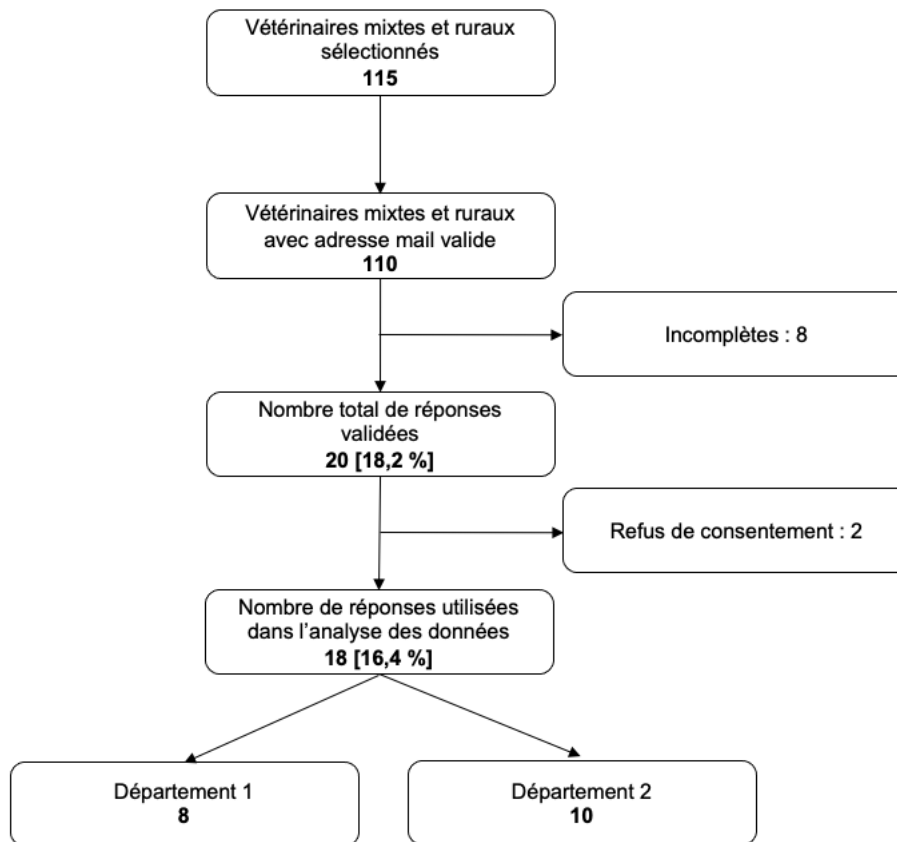 Vétérinaires mixtes et ruraux
sélectionnés
115
Vétérinaires mixtes et ruraux
avec adresse mail valide
110
Incomplètes : 8
Nombre total de réponses
validées
20 [18,2 %]
Refus de consentement : 2
Nombre de réponses utilisées
dans l’analyse des données
18 [16,4 %]
Département 1
8
Département 2
10